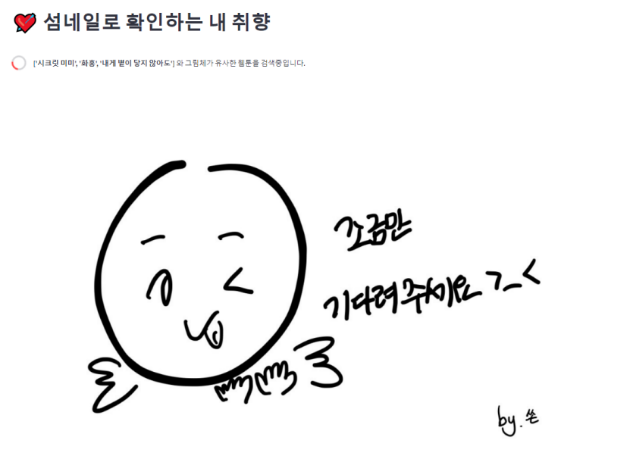 💘 섬네일로 확인하는 내 취향
['시크릿 미미', '화홍', '내게 볕이 닿지 않아도'] 와 그림체가 유사한 웹툰을 검색중입니다.
조금만
기다려주세요 >_<
by. 쏜